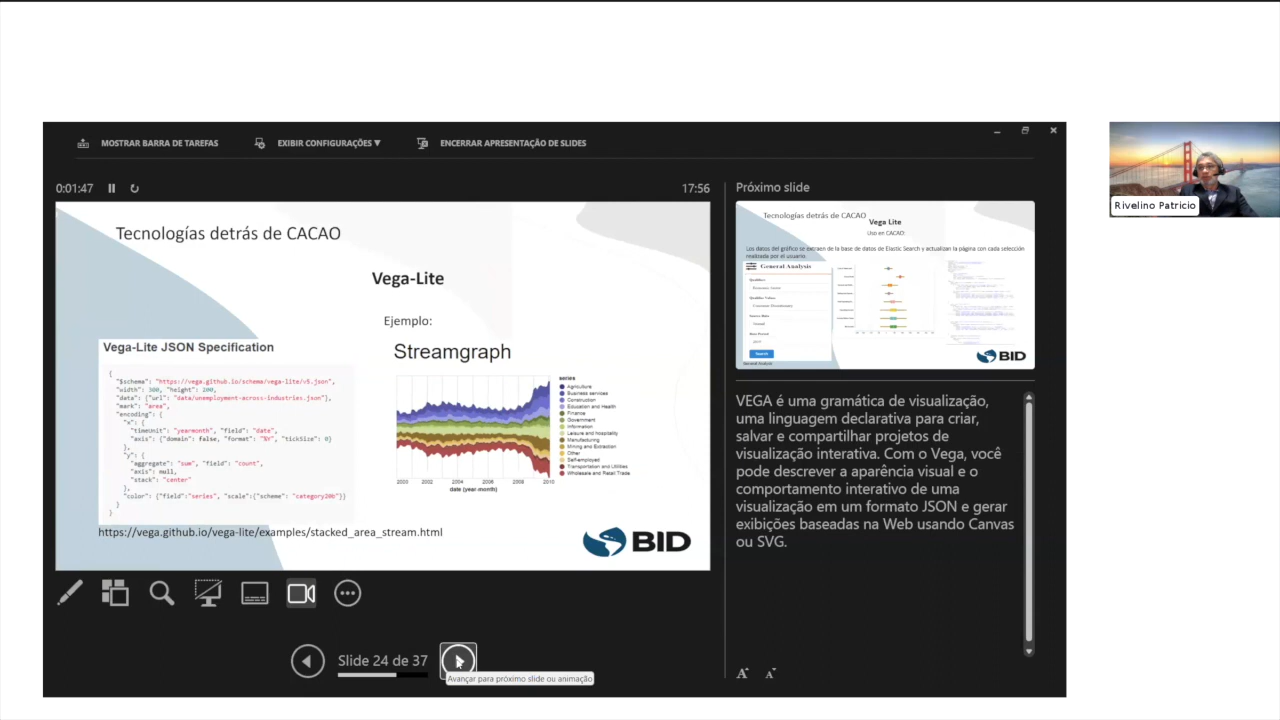 MOSTRAR BARRA DE TAREFAS
EXIBIR CONFIGURAÇÕES ▼
ENCERRAR APRESENTAÇÃO DE SLIDES
0:01:47
17:56
Tecnologías detrás de CACAO
Vega-Lite
Ejemplo:
Vega-Lite JSON Specification
{
"$schema": "https://vega.github.io/schema/vega-lite/v5.json",
"width": 300, "height": 200,
"data": {"url": "data/unemployment-across-industries.json"},
"mark": "area",
"encoding": {
"x": {
"timeUnit": "yearmonth", "field": "date",
"axis": {"domain": false, "format": "%Y", "tickSize": 0}
},
"y": {
"aggregate": "sum", "field": "count",
"axis": null,
"stack": "center"
},
"color": {"field":"series", "scale":{"scheme": "category20b"}}
}
}
Streamgraph
series
Agriculture
Business services
Construction
Education and Health
Finance
Government
Information
Leisure and hospitality
Manufacturing
Mining and Extraction
Other
Self-employed
Transportation and Utilities
Wholesale and Retail Trade
2000 2002 2004 2006 2008 2010
date (year-month)
https://vega.github.io/vega-lite/examples/stacked_area_stream.html
BID
Próximo slide
Tecnologías detrás de CACAO
Vega Lite
Uso en CACAO:
Los datos del gráfico se extraen de la base de datos de Elastic Search y actualizan la página con cada selección
realizada por el usuario.
General Analysis
Search
BID
VEGA é uma gramática de visualização,
uma linguagem declarativa para criar,
salvar e compartilhar projetos de
visualização interativa. Com o Vega, você
pode descrever a aparência visual e o
comportamento interativo de uma
visualização em um formato JSON e gerar
exibições baseadas na Web usando Canvas
ou SVG.
Slide 24 de 37
Avançar para próximo slide ou animação
A A
Rivelino Patricio